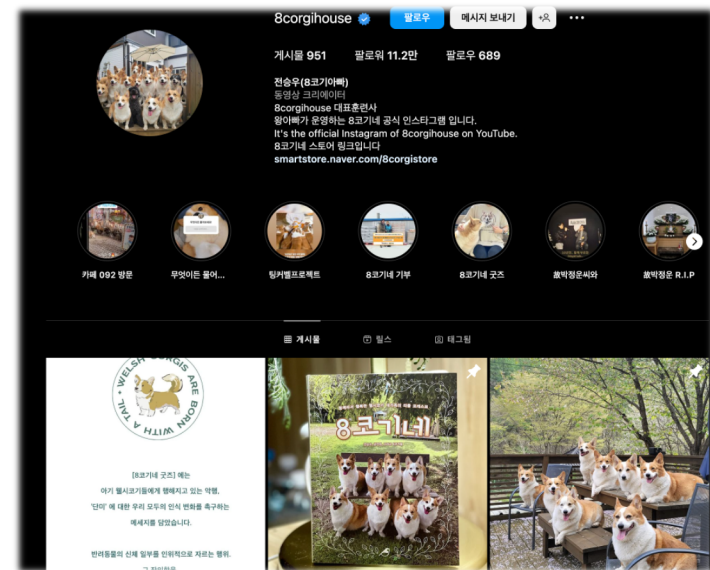 8corgihouse
팔로우
메시지 보내기
게시물 951
팔로워 11.2만
팔로우 689
전승우(8코기아빠)
동영상 크리에이터
8corgihouse 대표훈련사
왕아빠가 운영하는 8코기네 공식 인스타그램 입니다.
It's the official Instagram of 8corgihouse on YouTube.
8코기네 스토어 링크입니다
smartstore.naver.com/8corgistore
카페 092 방문
무엇이든 물어...
팅커벨프로젝트
8코기네 기부
8코기네 굿즈
故박정운씨와
故박정운 R.I.P
게시물
릴스
태그됨
WELSH CORGIS ARE BORN WITH A TAIL
[8코기네 굿즈] 에는
아기 웰시코기들에게 행해지고 있는 악행,
'단미' 에 대한 우리 모두의 인식 변화를 촉구하는
메세지를 담았습니다.
반려동물의 신체 일부를 인위적으로 자르는 행위.
8코기네